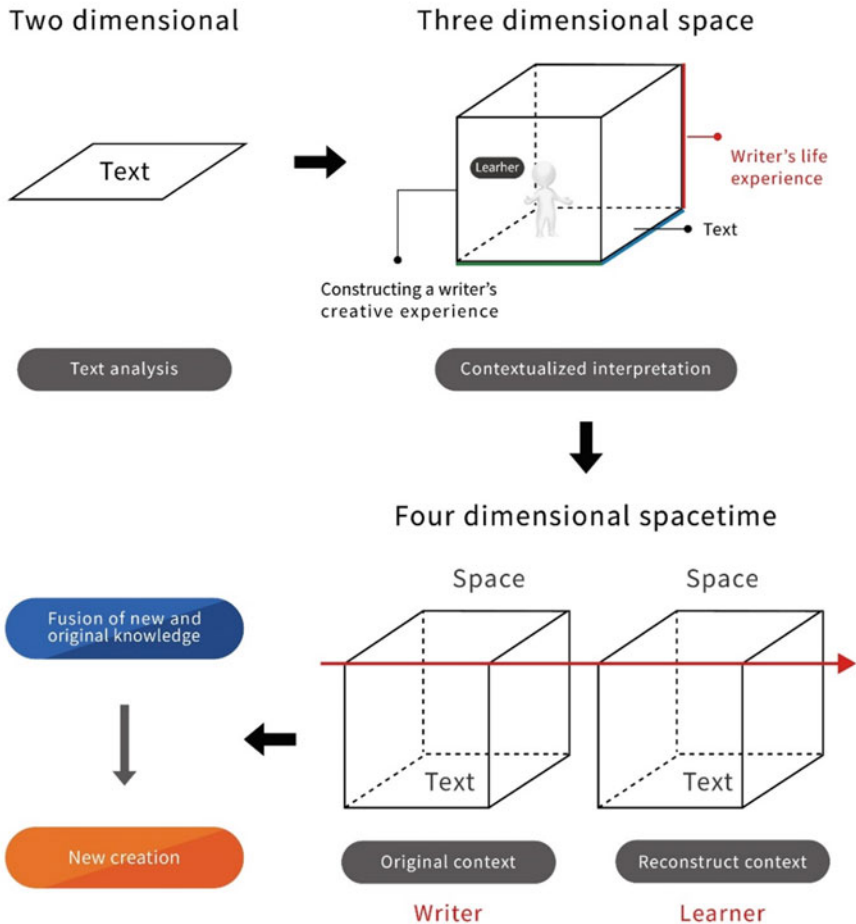 Two dimensional
Three dimensional space
Text
Learher
Writer's life
experience
Text
Constructing a writer's
creative experience
Text analysis
Contextualized interpretation
Four dimensional spacetime
Space
Space
Fusion of new and
original knowledge
Text
Text
New creation
Original context
Reconstruct context
Writer
Learner